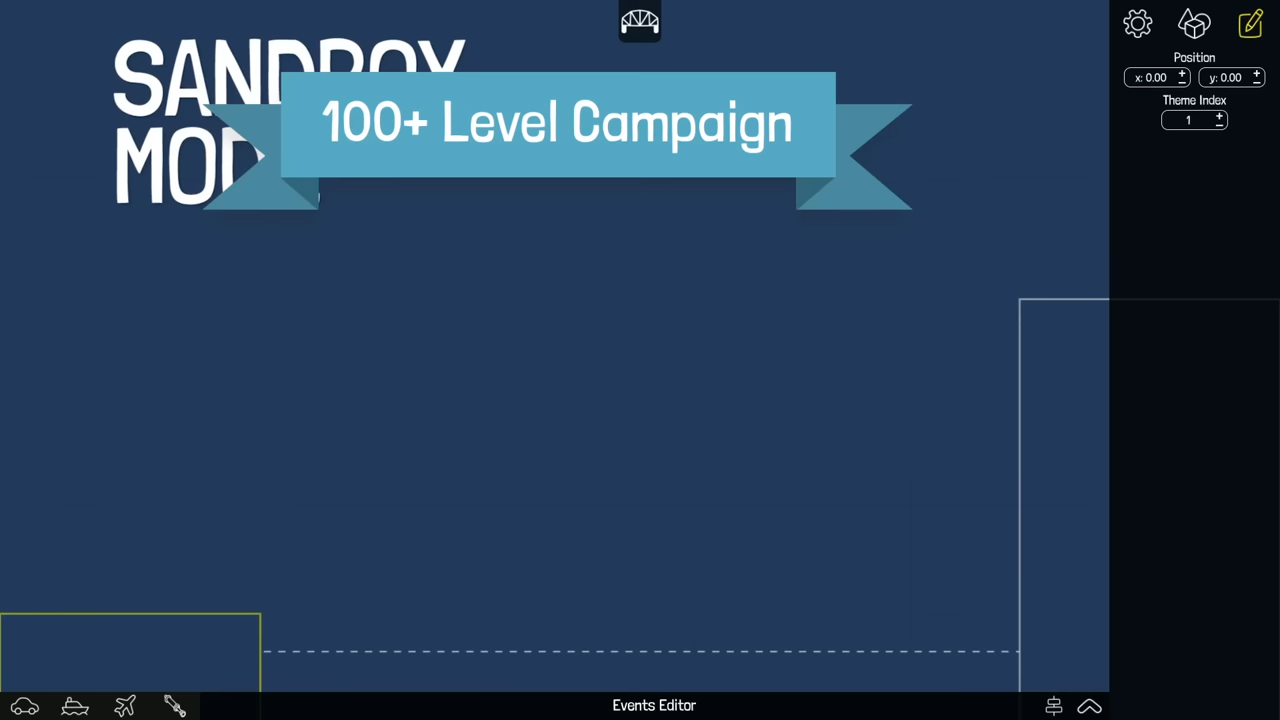 100+ Level Campaign
Position
x: 0.00
y: 0.00
Theme Index
1
Events Editor